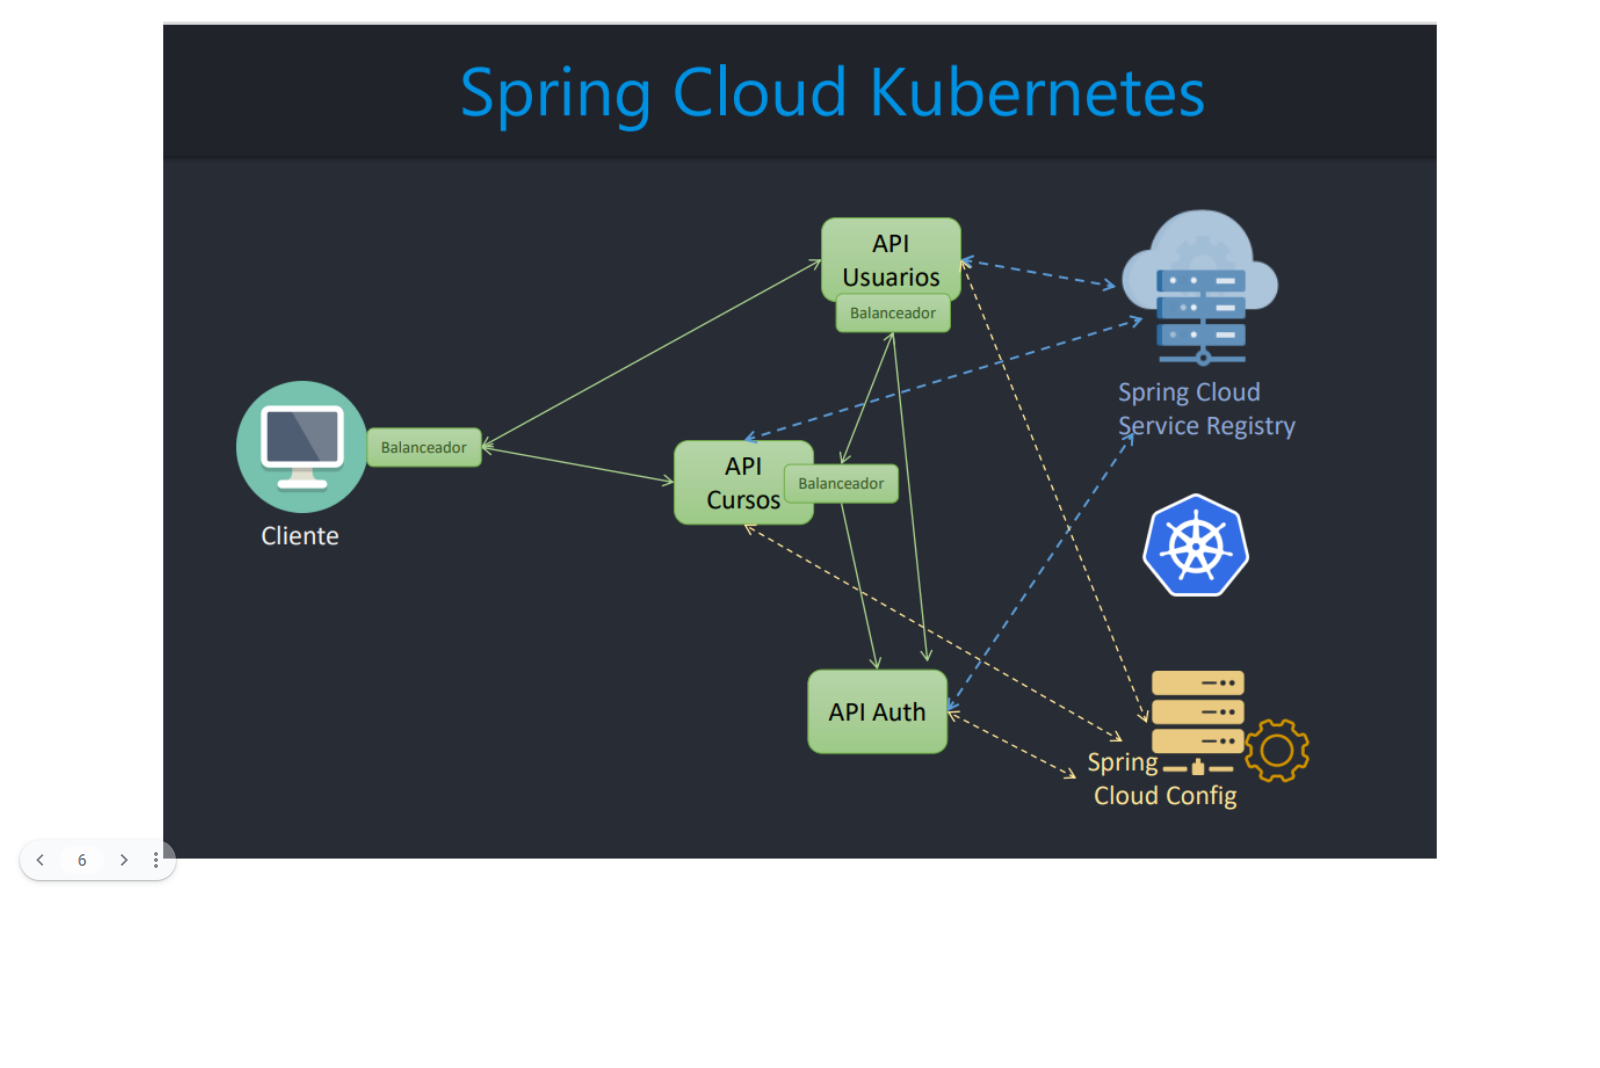 Spring Cloud Kubernetes
API
Usuarios
Balanceador
Spring Cloud
Service Registry
Balanceador
Cliente
API
Cursos
Balanceador
API Auth
Spring
Cloud Config
6